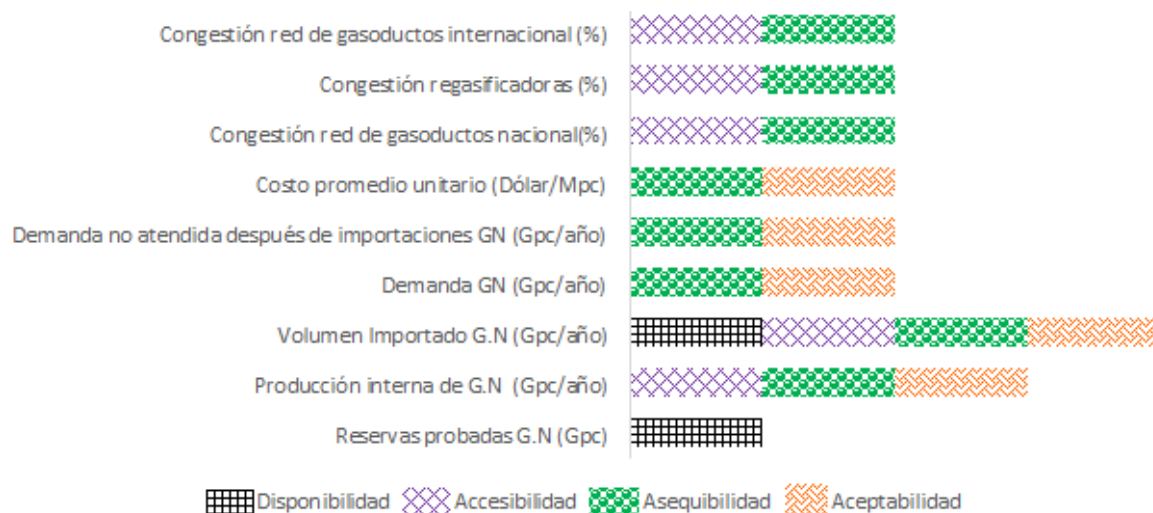 Congestión red de gasoductos internacional (%)
Congestión regasificadoras (%)
Congestión red de gasoductos nacional(%)
Costo promedio unitario (Dólar/Mpc)
Demanda no atendida después de importaciones GN (Gpc/año)
Demanda GN (Gpc/año)
Volumen Importado G.N (Gpc/año)
Producción interna de G.N (Gpc/año)
Reservas probadas G.N (Gpc)
Disponibilidad Accesibilidad Asequibilidad Aceptabilidad